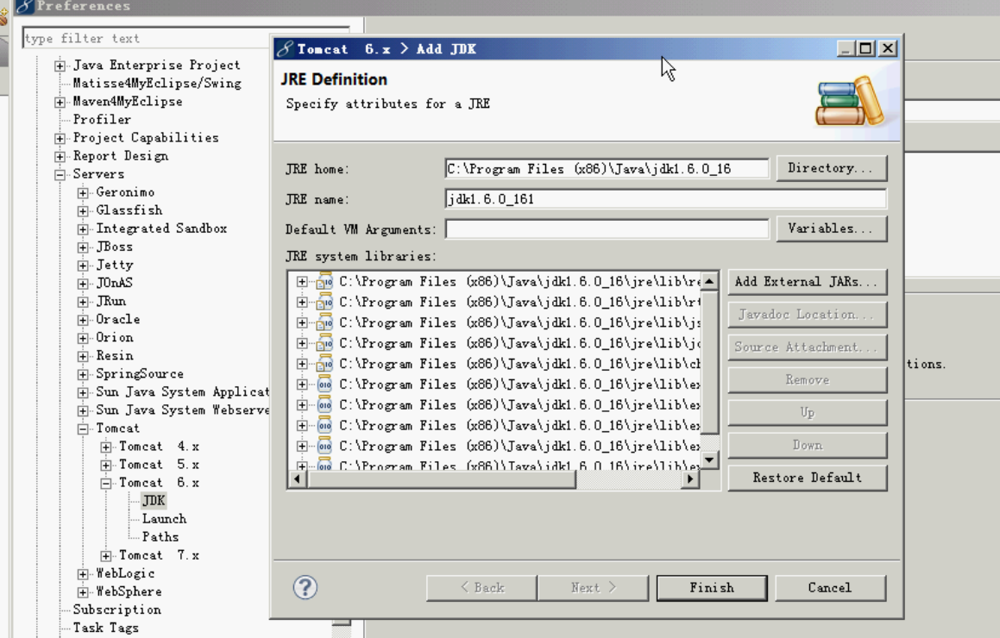 Preferences
type filter text
Java Enterprise Project
Matisse4MyEclipse/Swing
Maven4MyEclipse
Profiler
Project Capabilities
Report Design
Servers
Geronimo
Glassfish
Integrated Sandbox
JBoss
Jetty
JOnAS
JRun
Oracle
Orion
Resin
SpringSource
Sun Java System Applicat
Sun Java System Webserve
Tomcat
Tomcat 4.x
Tomcat 5.x
Tomcat 6.x
JDK
Launch
Paths
Tomcat 7.x
WebLogic
WebSphere
Subscription
Task Tags
Tomcat 6.x > Add JDK
JRE Definition
Specify attributes for a JRE
JRE home: C:\Program Files (x86)\Java\jdk1.6.0_16 Directory...
JRE name: jdk1.6.0_161
Default VM Arguments: Variables...
JRE system libraries:
C:\Program Files (x86)\Java\jdk1.6.0_16\jre\lib\re
C:\Program Files (x86)\Java\jdk1.6.0_16\jre\lib\rt
C:\Program Files (x86)\Java\jdk1.6.0_16\jre\lib\js
C:\Program Files (x86)\Java\jdk1.6.0_16\jre\lib\jc
C:\Program Files (x86)\Java\jdk1.6.0_16\jre\lib\ch
C:\Program Files (x86)\Java\jdk1.6.0_16\jre\lib\ex
C:\Program Files (x86)\Java\jdk1.6.0_16\jre\lib\ex
C:\Program Files (x86)\Java\jdk1.6.0_16\jre\lib\ex
C:\Program Files (x86)\Java\jdk1.6.0_16\jre\lib\ex
C:\Program Files (x86)\Java\jdk1.6.0_16\jre\lib\ex
Add External JARs...
Javadoc Location...
Source Attachment...
Remove
Up
Down
Restore Default
tions.
? < Back Next > Finish Cancel